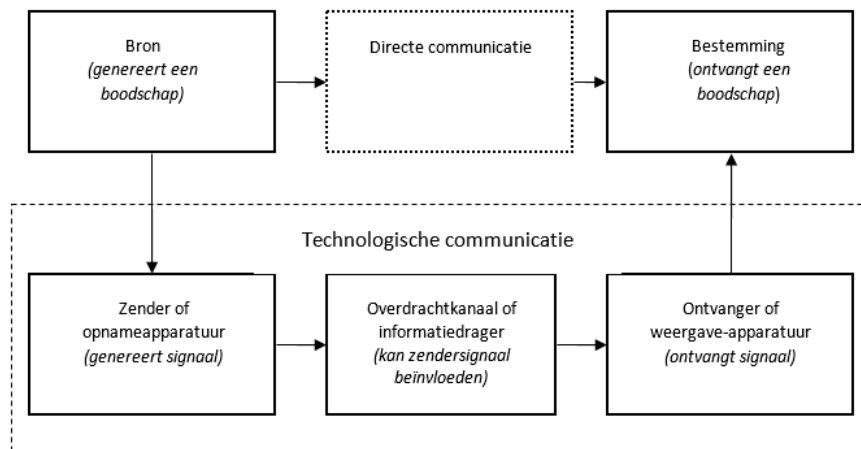 Bron
(genereert een
boodschap)
Directe communicatie
Bestemming
(ontvangt een
boodschap)
Technologische communicatie
Zender of
opnameapparatuur
(genereert signaal)
Overdrachtkanaal of
informatiedrager
(kan zendersignaal
beïnvloeden)
Ontvanger of
weergave-apparatuur
(ontvangt signaal)